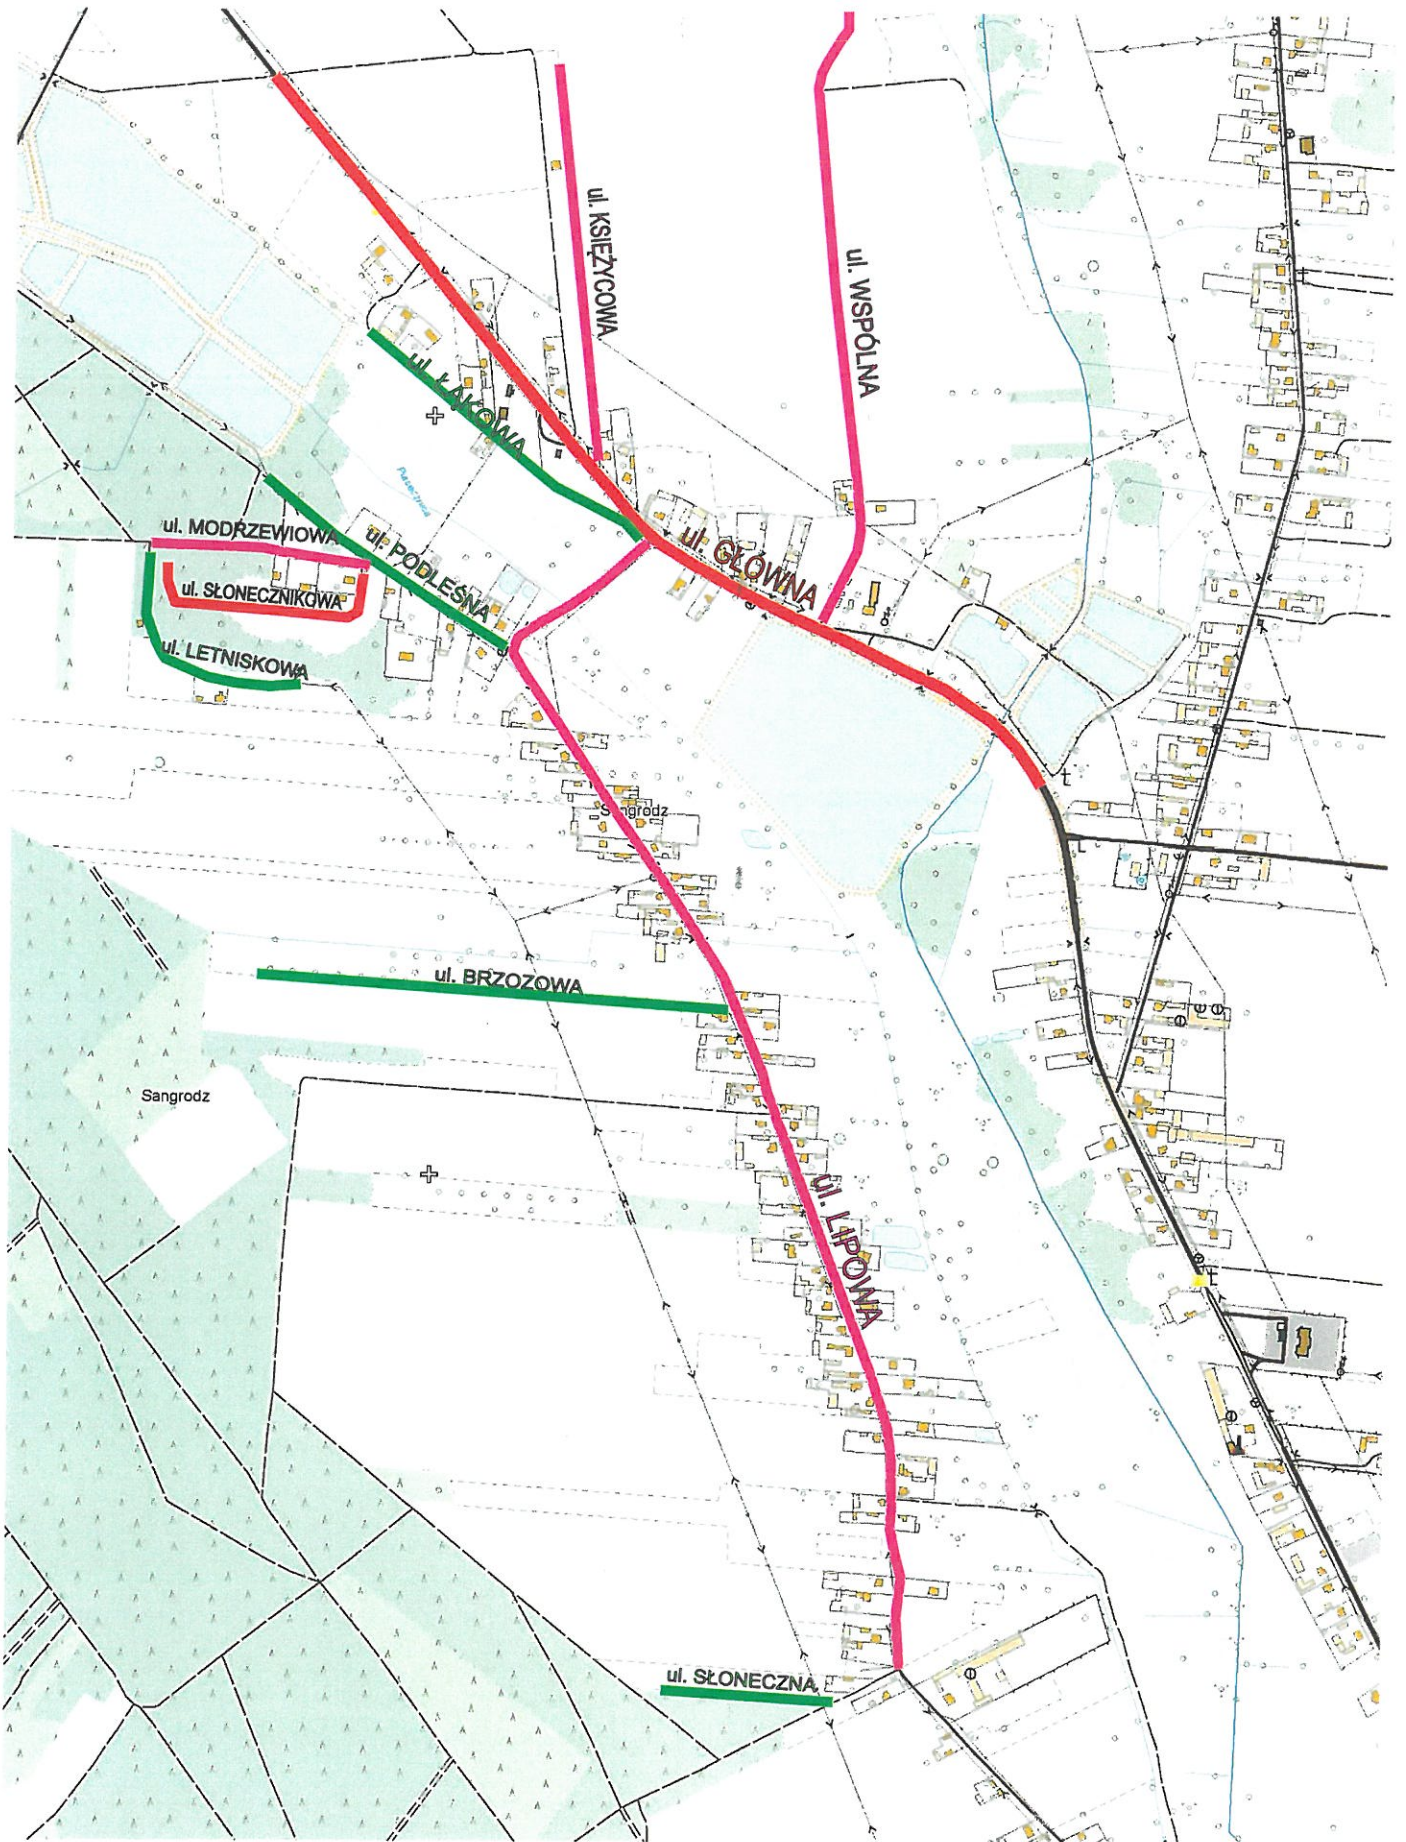 ul. KSIĘŻYCOWA
ul. WSPÓLNA
ul. ŁĄKOWA
ul. GŁÓWNA
ul. MODRZEWIOWA
ul. PODLEŚNA
ul. SŁONECZNIKOWA
ul. LETNISKOWA
Sangrodz
ul. BRZOZOWA
Sangrodz
ul. LIPOWA
ul. SŁONECZNA